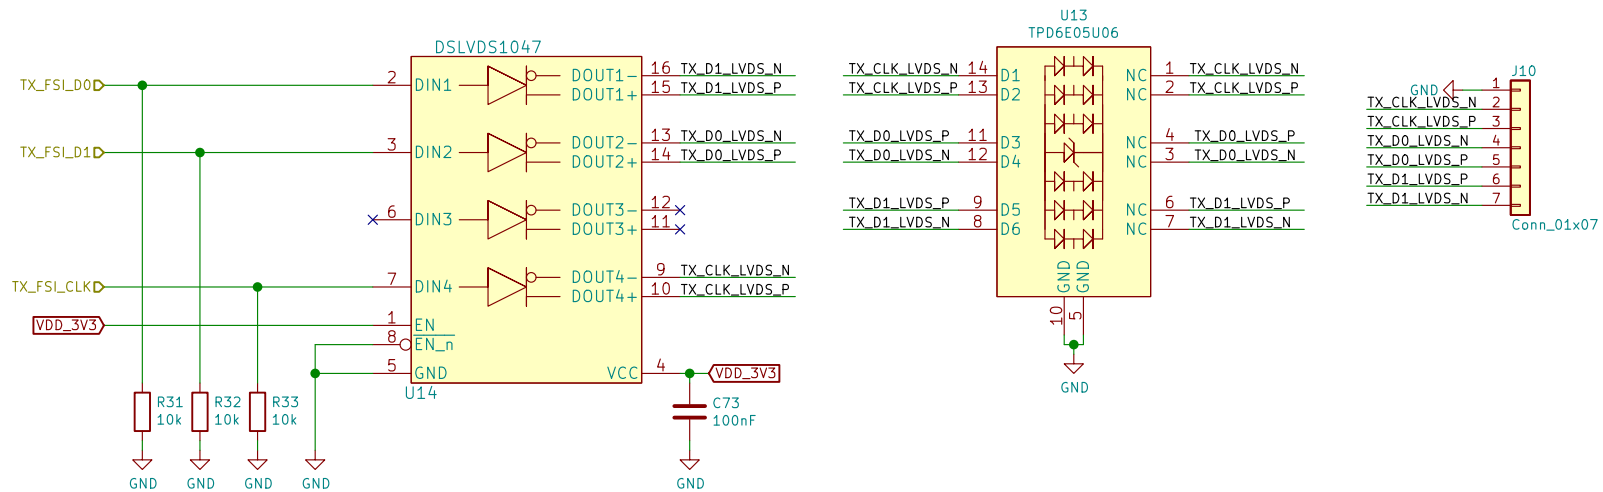 DSLVDS1047
TX_FSI_D0
2
DIN1
DOUT1-
16
TX_D1_LVDS_N
DOUT1+
15
TX_D1_LVDS_P
TX_FSI_D1
3
DIN2
DOUT2-
13
TX_D0_LVDS_N
DOUT2+
14
TX_D0_LVDS_P
6
DIN3
DOUT3-
12
DOUT3+
11
TX_FSI_CLK
7
DIN4
DOUT4-
9
TX_CLK_LVDS_N
DOUT4+
10
TX_CLK_LVDS_P
VDD_3V3
1
EN
8
EN_n
5
GND
VCC
4
VDD_3V3
U14
R31
10k
R32
10k
R33
10k
C73
100nF
GND
GND
GND
GND
GND
U13
TPD6E05U06
TX_CLK_LVDS_N
14
D1
NC
1
TX_CLK_LVDS_N
TX_CLK_LVDS_P
13
D2
NC
2
TX_CLK_LVDS_P
TX_D0_LVDS_P
11
D3
NC
4
TX_D0_LVDS_P
TX_D0_LVDS_N
12
D4
NC
3
TX_D0_LVDS_N
TX_D1_LVDS_P
9
D5
NC
6
TX_D1_LVDS_P
TX_D1_LVDS_N
8
D6
NC
7
TX_D1_LVDS_N
GND
GND
10
5
GND
J10
GND
1
TX_CLK_LVDS_N
2
TX_CLK_LVDS_P
3
TX_D0_LVDS_N
4
TX_D0_LVDS_P
5
TX_D1_LVDS_P
6
TX_D1_LVDS_N
7
Conn_01x07